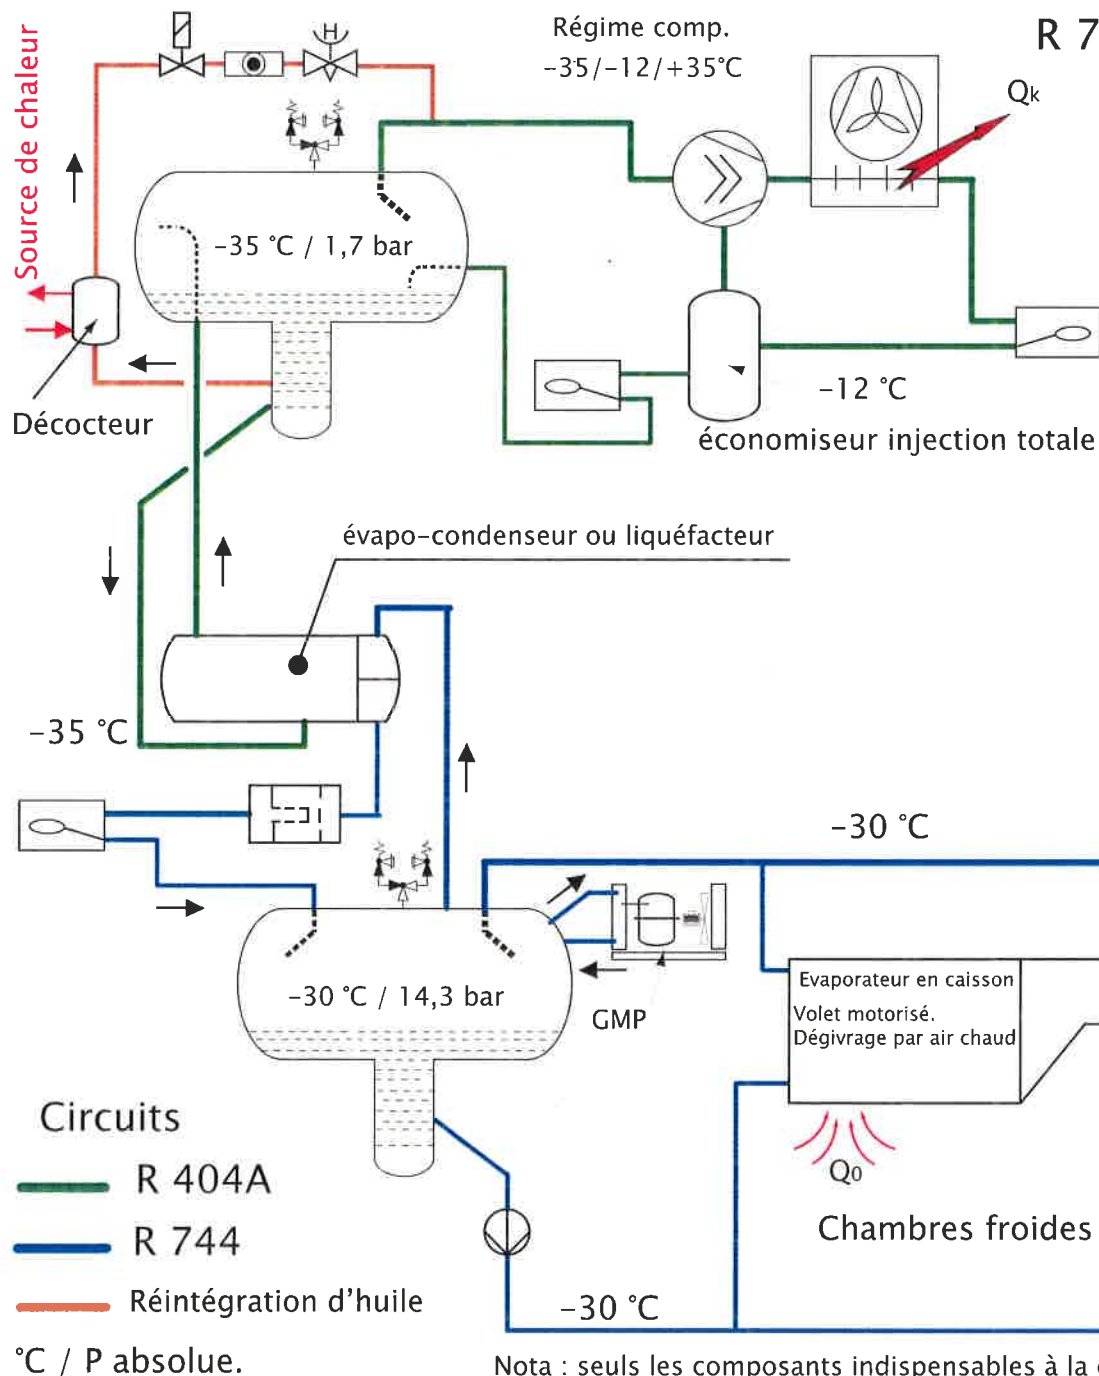 Régime comp.
-35/-12/+35°C
R 7
Qk
Source de chaleur
H
-35 °C / 1,7 bar
Décocteur
-12 °C
économiseur injection totale
évapo-condenseur ou liquéfacteur
-35 °C
-30 °C
-30 °C / 14,3 bar
GMP
Evaporateur en caisson
Volet motorisé.
Dégivrage par air chaud
Q0
Chambres froides
Circuits
R 404A
R 744
Réintégration d'huile
-30 °C
°C / P absolue.
Nota : seuls les composants indispensables à la